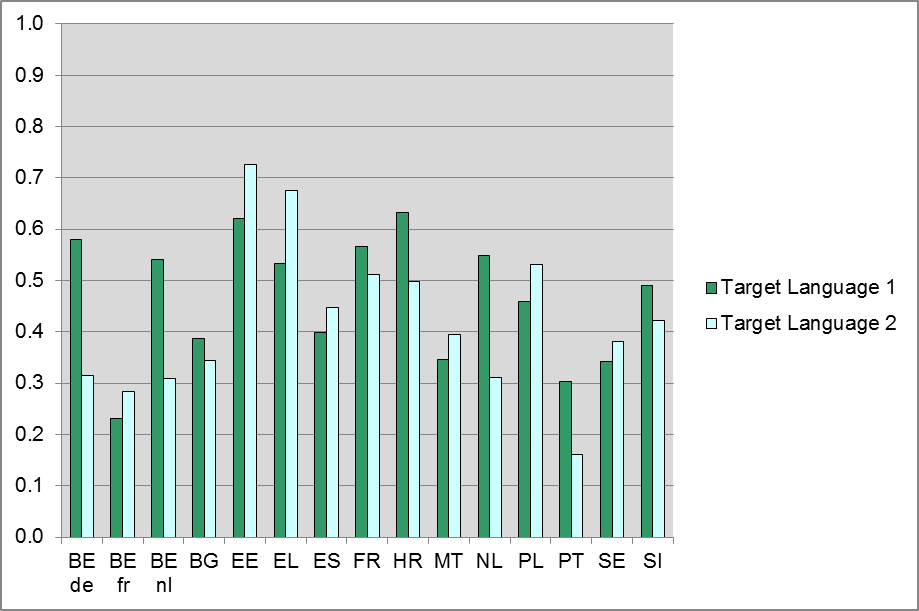 1.0
0.9
0.8
0.7
0.6
0.5
0.4
0.3
0.2
0.1
0.0
BE BE BE BG EE EL ES FR HR MT NL PL PT SE SI
de fr nl
Target Language 1
Target Language 2